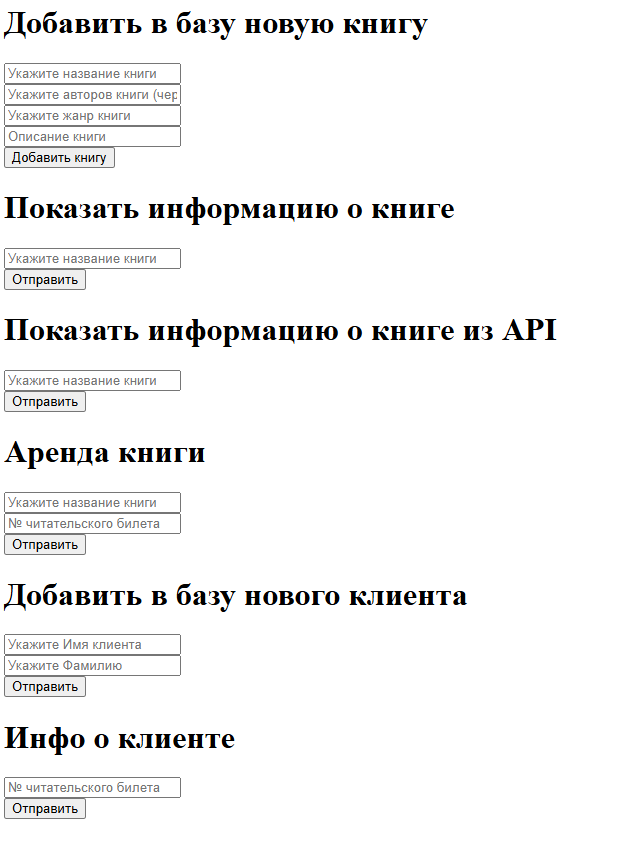 Добавить в базу новую книгу
Укажите название книги
Укажите авторов книги (чер
Укажите жанр книги
Описание книги
Добавить книгу
Показать информацию о книге
Укажите название книги
Отправить
Показать информацию о книге из API
Укажите название книги
Отправить
Аренда книги
Укажите название книги
№ читательского билета
Отправить
Добавить в базу нового клиента
Укажите Имя клиента
Укажите Фамилию
Отправить
Инфо о клиенте
№ читательского билета
Отправить